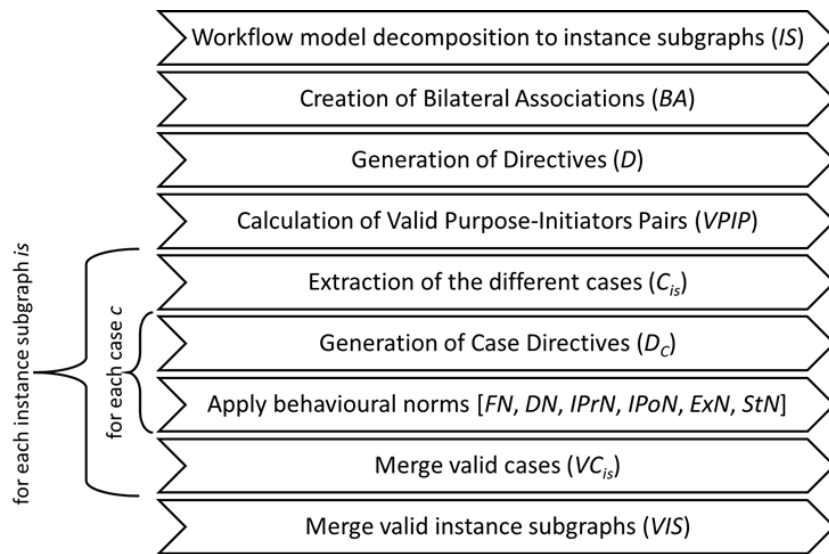 Workflow model decomposition to instance subgraphs (IS)
Creation of Bilateral Associations (BA)
Generation of Directives (D)
Calculation of Valid Purpose-Initiators Pairs (VPIP)
for each instance subgraph is
Extraction of the different cases (Cis)
for each case c
Generation of Case Directives (DC)
Apply behavioural norms [FN, DN, IPrN, IPoN, ExN, StN]
Merge valid cases (VCis)
Merge valid instance subgraphs (VIS)